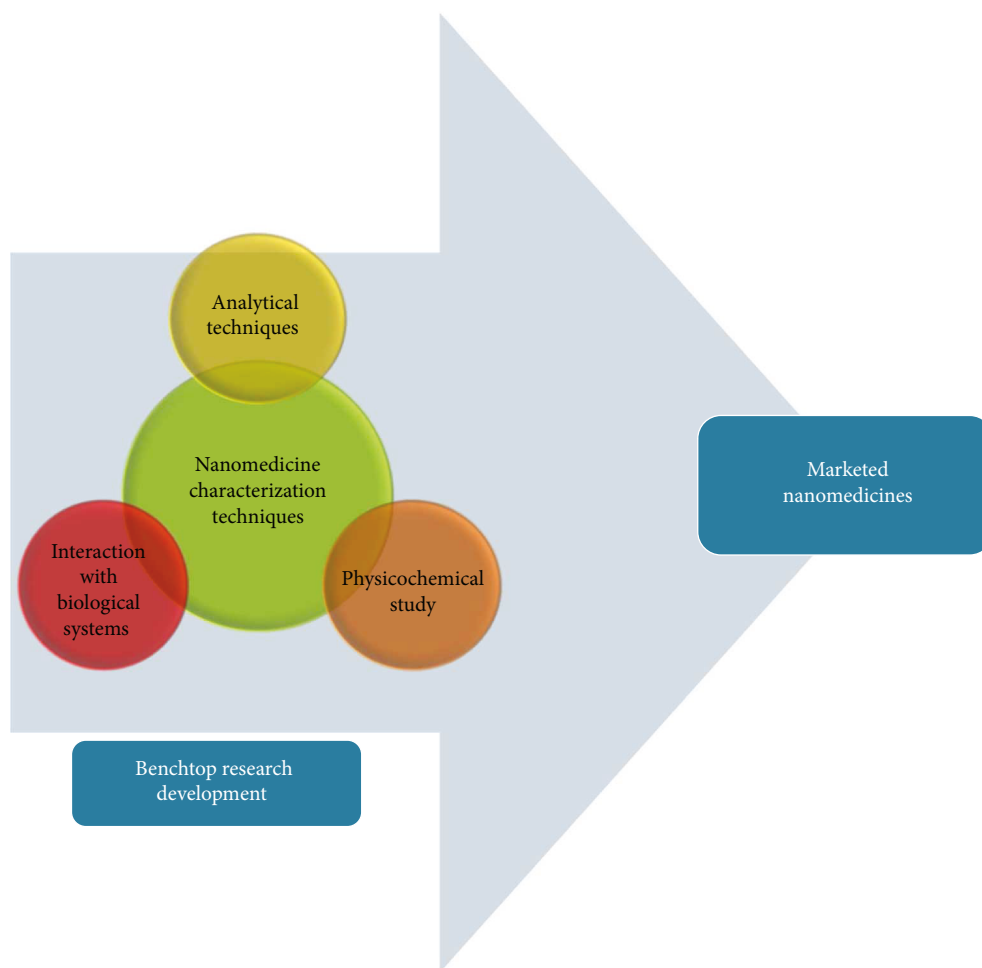 Analytical
techniques
Nanomedicine
characterization
techniques
Interaction
with
biological
systems
Physicochemical
study
Marketed
nanomedicines
Benchtop research
development